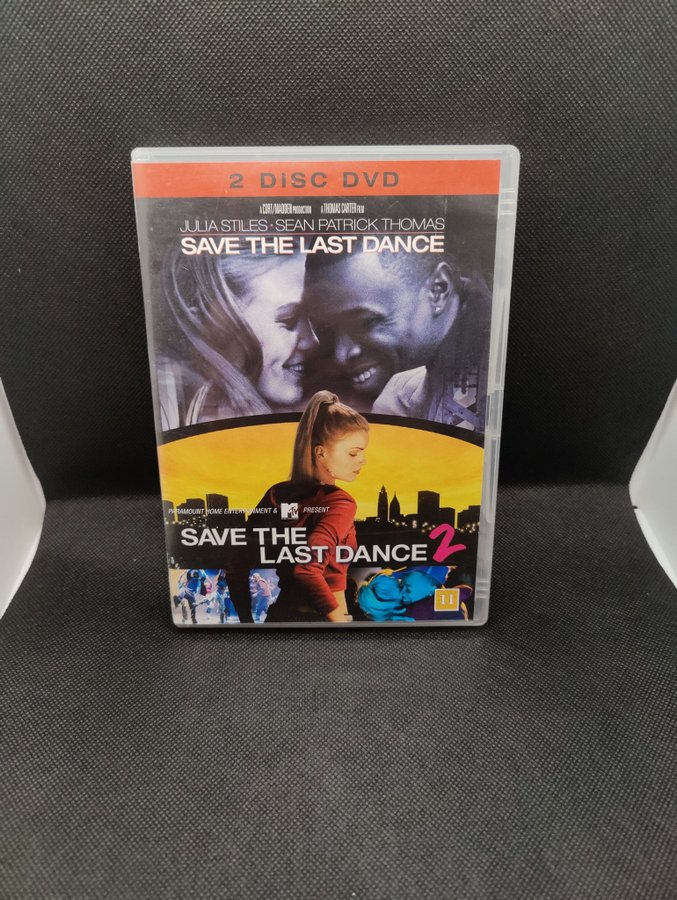 2 DISC DVD
A CORT/MADDEN PRODUCTION A THOMAS CARTER FILM
JULIA STILES • SEAN PATRICK THOMAS
SAVE THE LAST DANCE
PARAMOUNT HOME ENTERTAINMENT & MTV PRESENT
SAVE THE
LAST DANCE 2
11